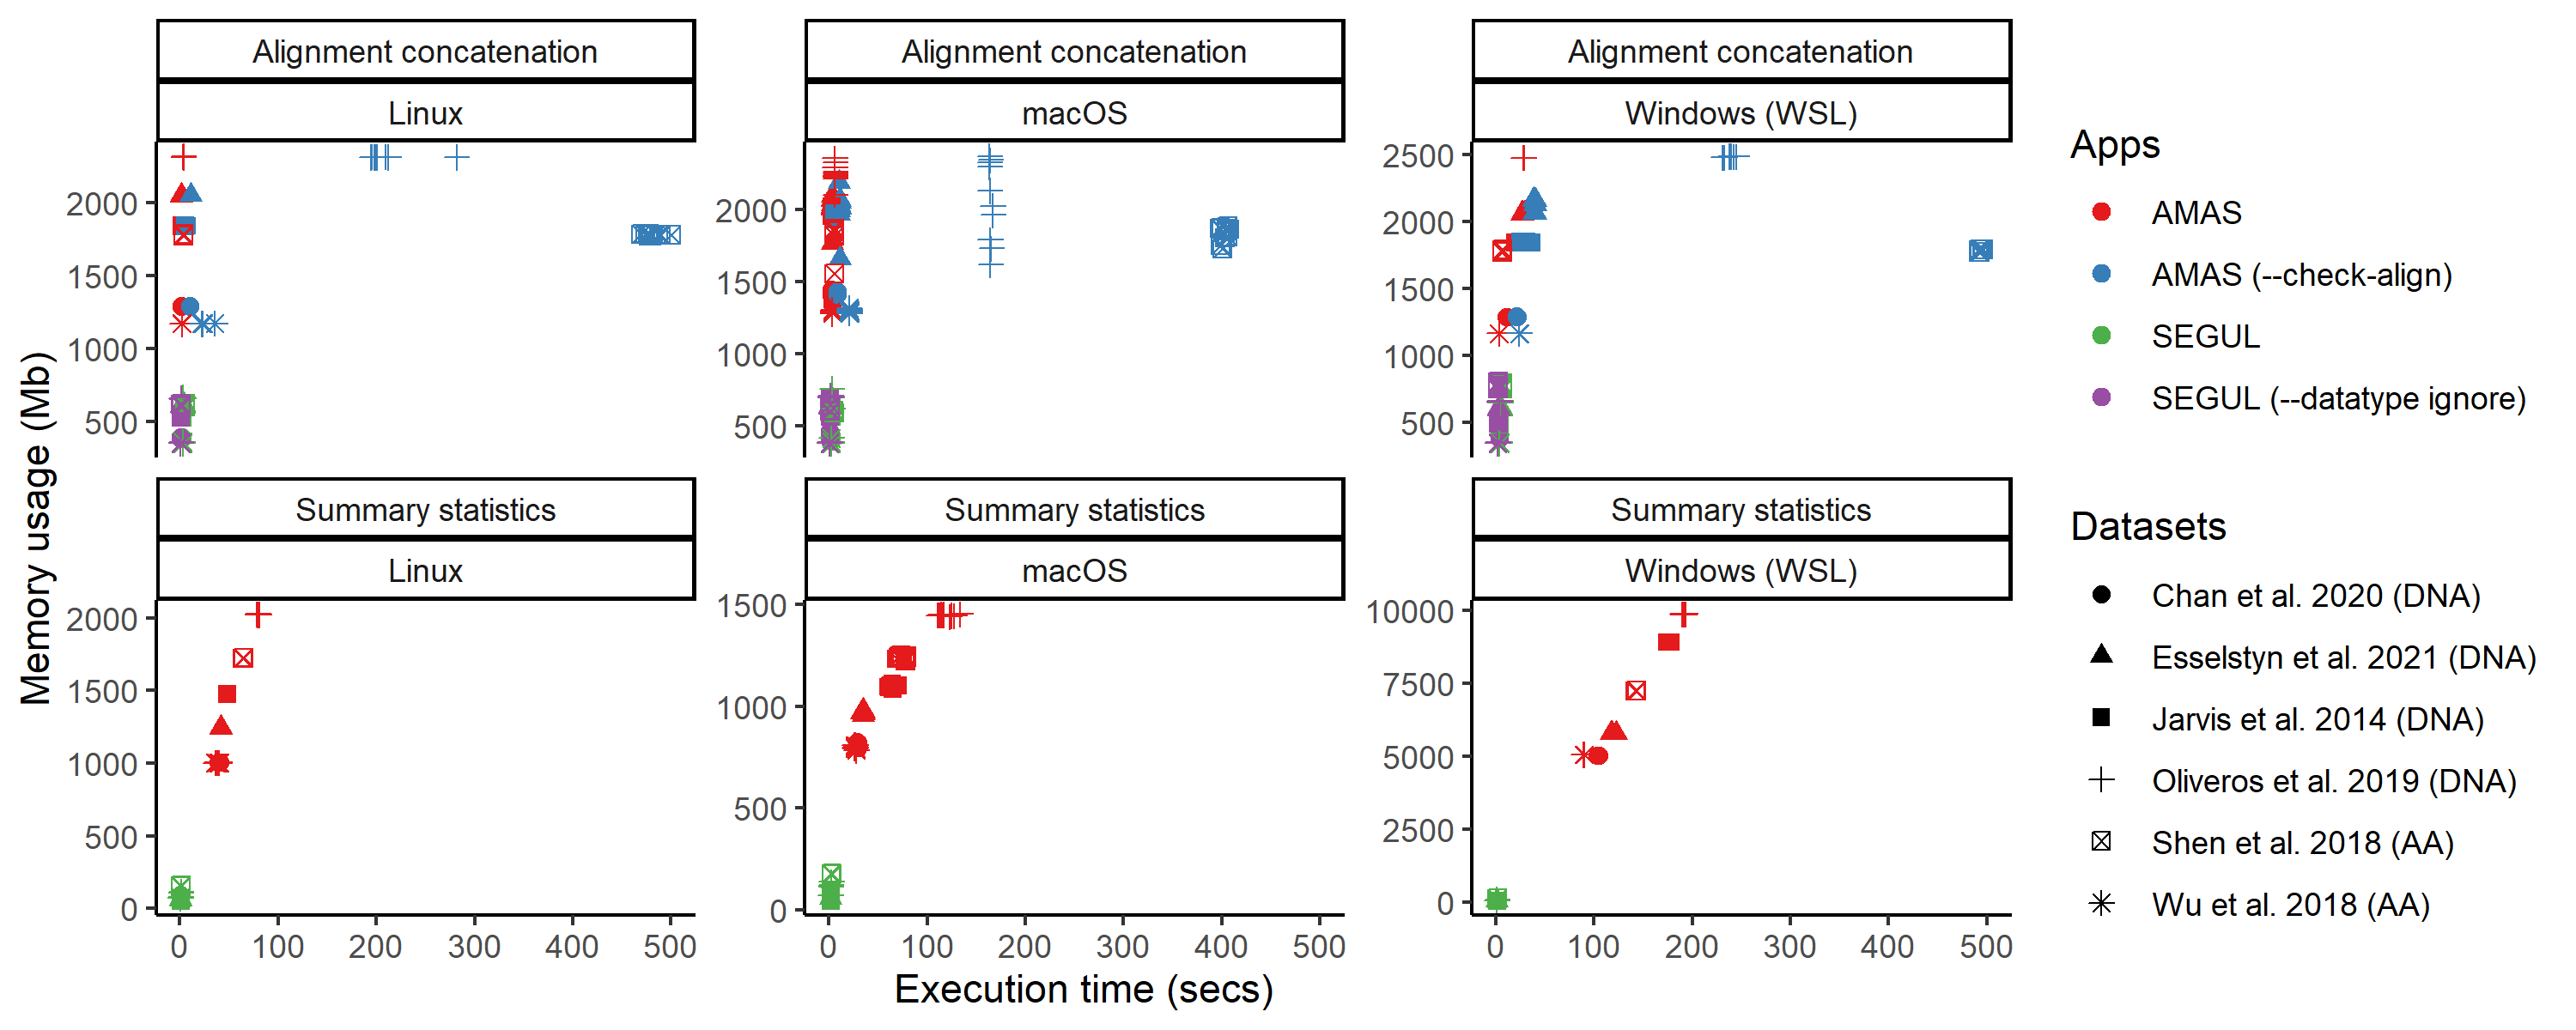 Alignment concatenation
Linux
Alignment concatenation
macOS
Alignment concatenation
Windows (WSL)
2000
1500
1000
500
2000
1500
1000
500
2500
2000
1500
1000
500
Summary statistics
Linux
Summary statistics
macOS
Summary statistics
Windows (WSL)
2000
1500
1000
500
0
1500
1000
500
0
10000
7500
5000
2500
0
0 100 200 300 400 500
0 100 200 300 400 500
0 100 200 300 400 500
Memory usage (Mb)
Execution time (secs)
Apps
AMAS
AMAS (--check-align)
SEGUL
SEGUL (--datatype ignore)
Datasets
Chan et al. 2020 (DNA)
Esselstyn et al. 2021 (DNA)
Jarvis et al. 2014 (DNA)
Oliveros et al. 2019 (DNA)
Shen et al. 2018 (AA)
Wu et al. 2018 (AA)